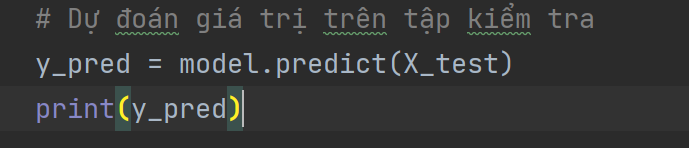 # Dự đoán giá trị trên tập kiểm tra
y_pred = model.predict(X_test)
print(y_pred)